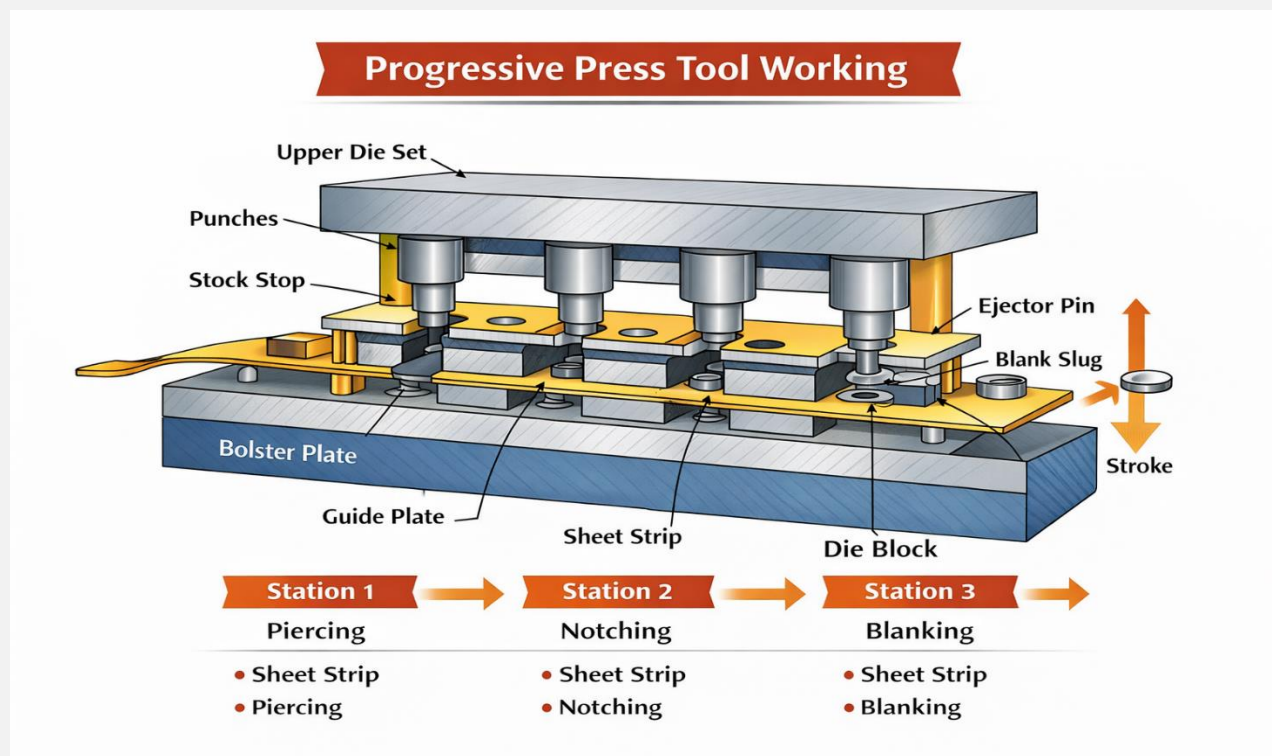 Progressive Press Tool Working
Upper Die Set
Punches
Stock Stop
Ejector Pin
Blank Slug
Bolster Plate
Stroke
Guide Plate
Sheet Strip
Die Block
Station 1
Station 2
Station 3
Piercing
Notching
Blanking
• Sheet Strip
• Sheet Strip
• Sheet Strip
• Piercing
• Notching
• Blanking